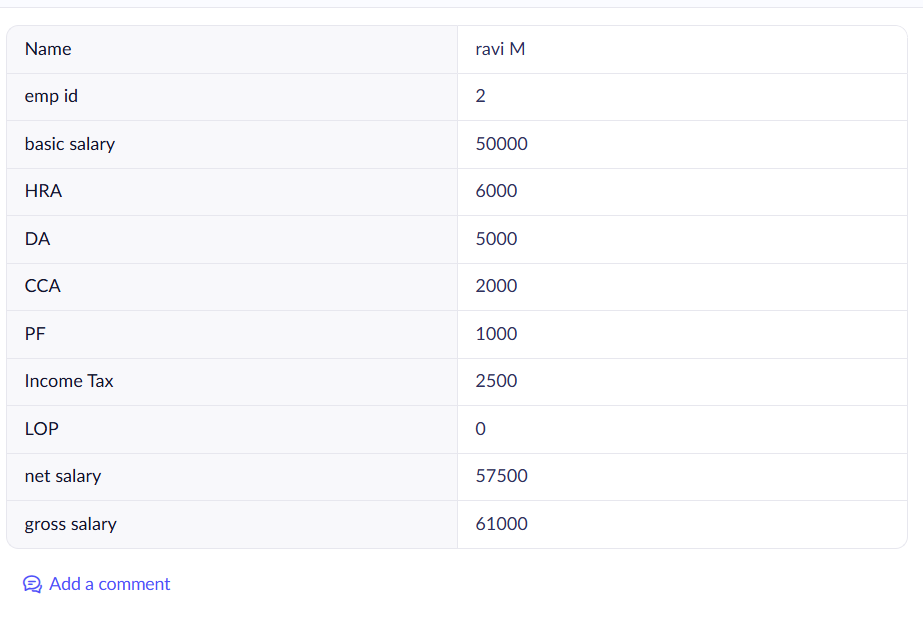 Name ravi M
emp id 2
basic salary 50000
HRA 6000
DA 5000
CCA 2000
PF 1000
Income Tax 2500
LOP 0
net salary 57500
gross salary 61000
Add a comment